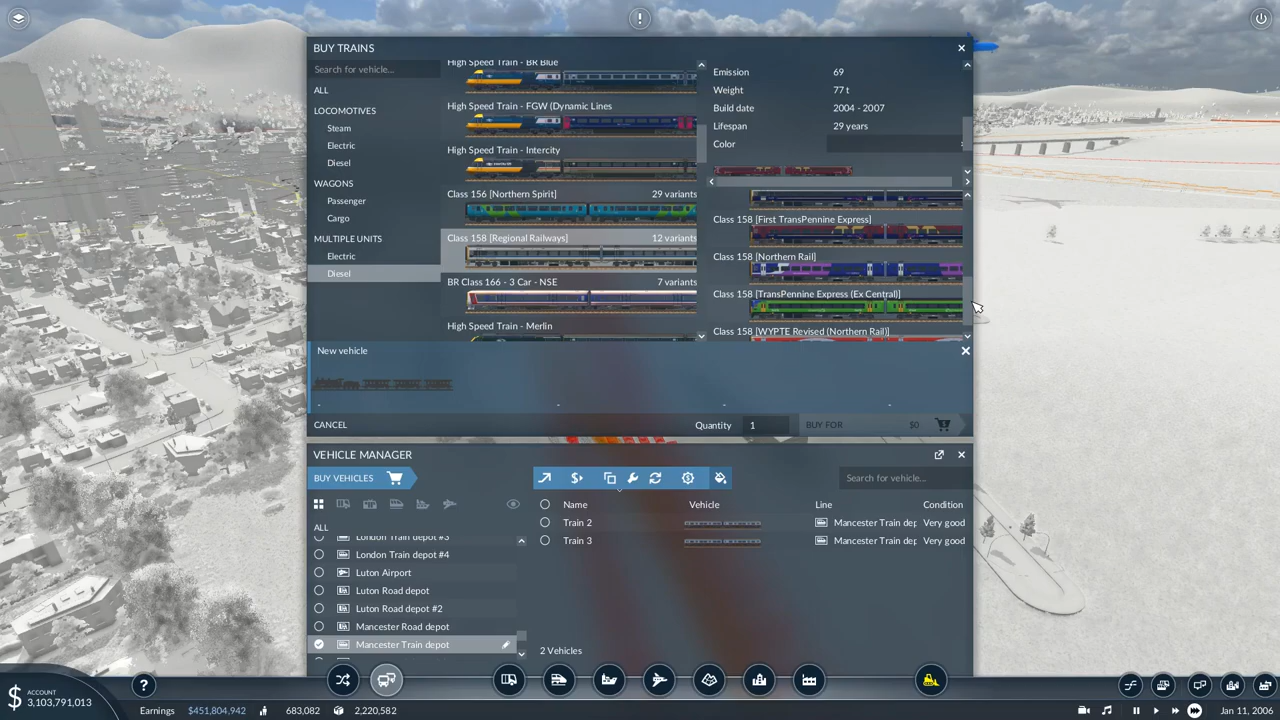 BUY TRAINS
Search for vehicle...
ALL
LOCOMOTIVES
Steam
Electric
Diesel
WAGONS
Passenger
Cargo
MULTIPLE UNITS
Electric
Diesel
High Speed Train - BR Blue
High Speed Train - FGW (Dynamic Lines
High Speed Train - Intercity
Class 156 [Northern Spirit] 29 variants
Class 158 [Regional Railways] 12 variants
BR Class 166 - 3 Car - NSE 7 variants
High Speed Train - Merlin
Emission 69
Weight 77 t
Build date 2004 - 2007
Lifespan 29 years
Color
Class 158 [First TransPennine Express]
Class 158 [Northern Rail]
Class 158 [TransPennine Express (Ex Central)]
Class 158 [WYPTE Revised (Northern Rail)]
New vehicle
- - - -
CANCEL Quantity 1 BUY FOR $0
VEHICLE MANAGER
BUY VEHICLES Search for vehicle...
Name Vehicle Line Condition
Train 2 Mancester Train dep Very good
Train 3 Mancester Train dep Very good
ALL
London Train depot #3
London Train depot #4
Luton Airport
Luton Road depot
Luton Road depot #2
Mancester Road depot
Mancester Train depot
2 Vehicles
$ ACCOUNT
3,103,791,013
?
Earnings $451,804,942 683,082 2,220,582 Jan 11, 2006